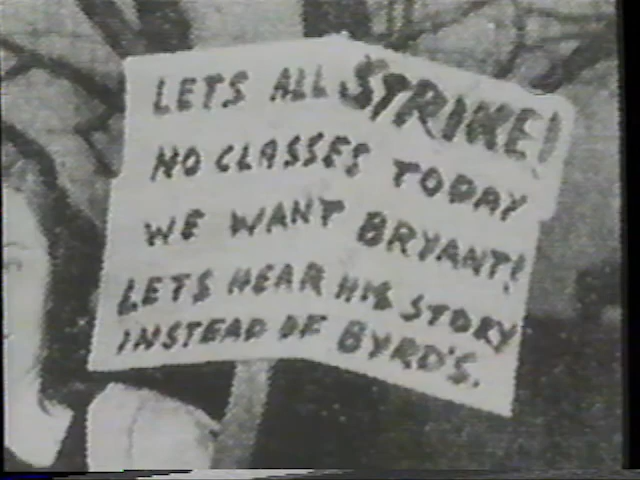 LETS ALL STRIKE!
NO CLASSES TODAY
WE WANT BRYANT!
LETS HEAR HIS STORY
INSTEAD OF BYRD'S.